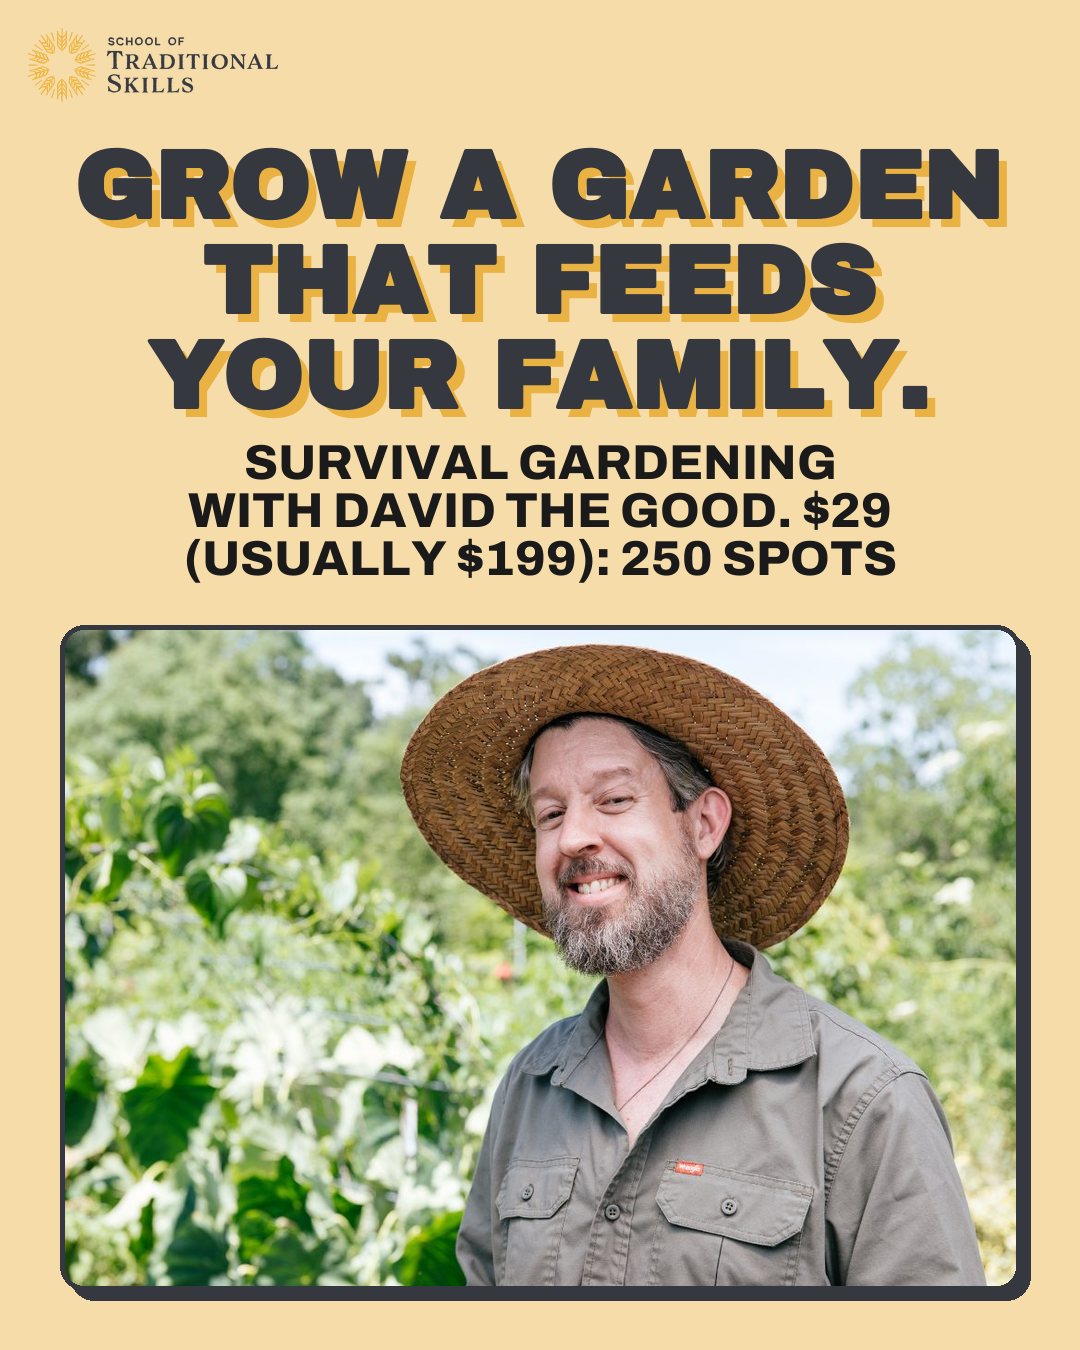 SCHOOL OF
TRADITIONAL
SKILLS
GROW A GARDEN
THAT FEEDS
YOUR FAMILY.
SURVIVAL GARDENING
WITH DAVID THE GOOD. $29
(USUALLY $199): 250 SPOTS
Wrangler